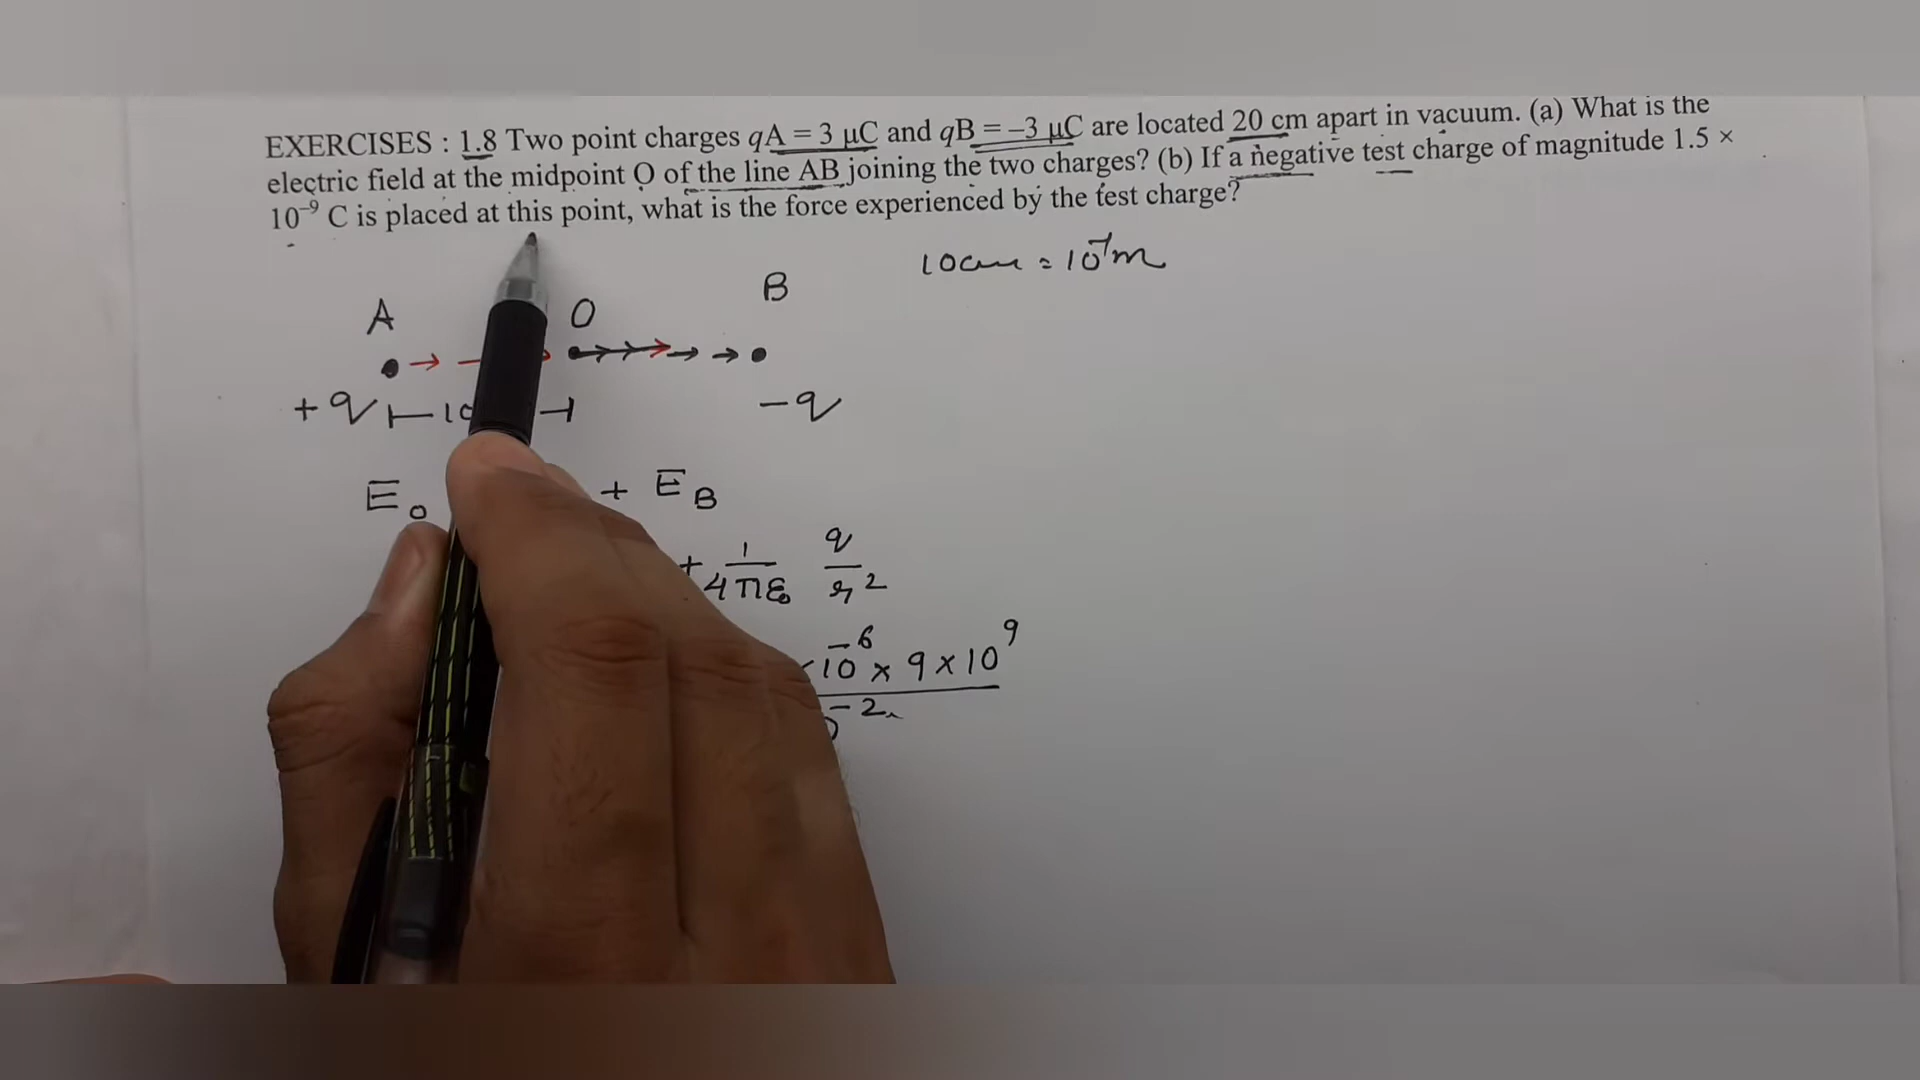 EXERCISES : 1.8 Two point charges qA = 3 μC and qB = –3 μC are located 20 cm apart in vacuum. (a) What is the
electric field at the midpoint O of the line AB joining the two charges? (b) If a negative test charge of magnitude 1.5 ×
10⁻⁹ C is placed at this point, what is the force experienced by the test charge?
10cm = 10⁻¹m
A O B
+q -q
E₀ + E_B
+ 1/4πε₀ q/r²
10⁻⁶ × 9 × 10⁹
⁻²